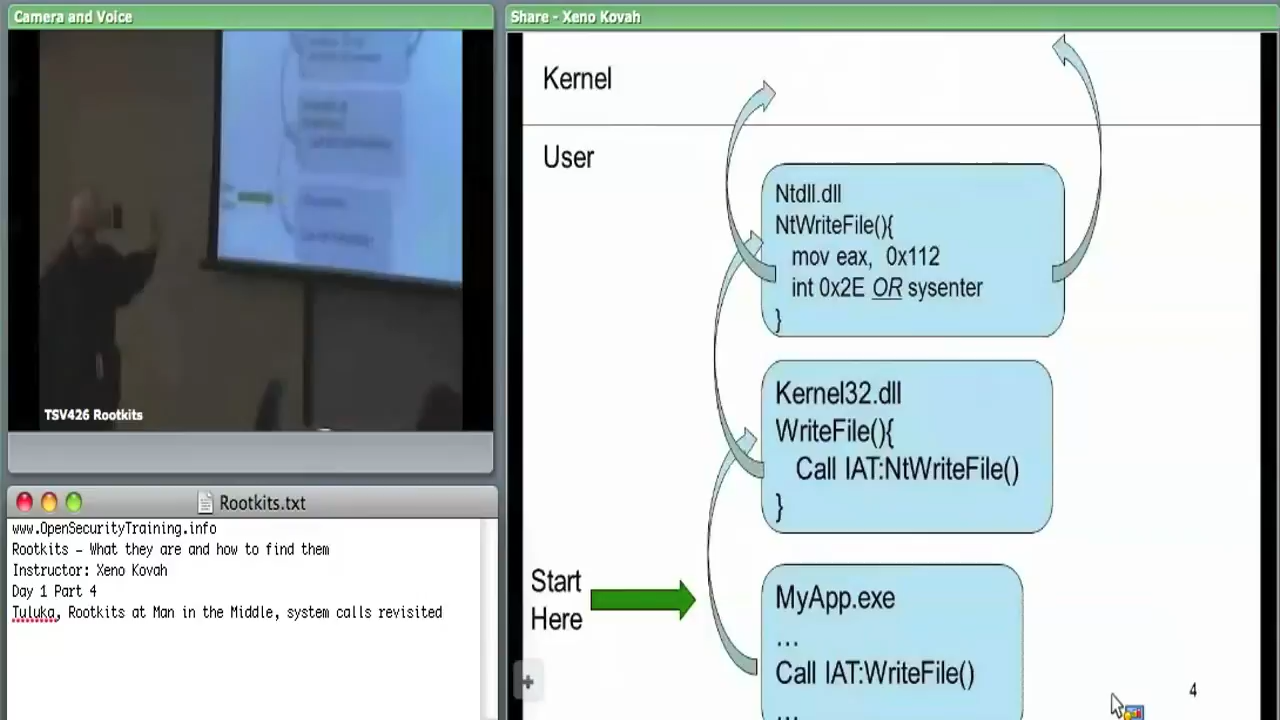 Camera and Voice
TSV426 Rootkits
Rootkits.txt
www.OpenSecurityTraining.info
Rootkits - What they are and how to find them
Instructor: Xeno Kovah
Day 1 Part 4
Tuluka, Rootkits at Man in the Middle, system calls revisited
Share - Xeno Kovah
Kernel
User
Ntdll.dll
NtWriteFile(){
mov eax, 0x112
int 0x2E OR sysenter
}
Kernel32.dll
WriteFile(){
Call IAT:NtWriteFile()
}
Start
Here
MyApp.exe
...
Call IAT:WriteFile()
...
4